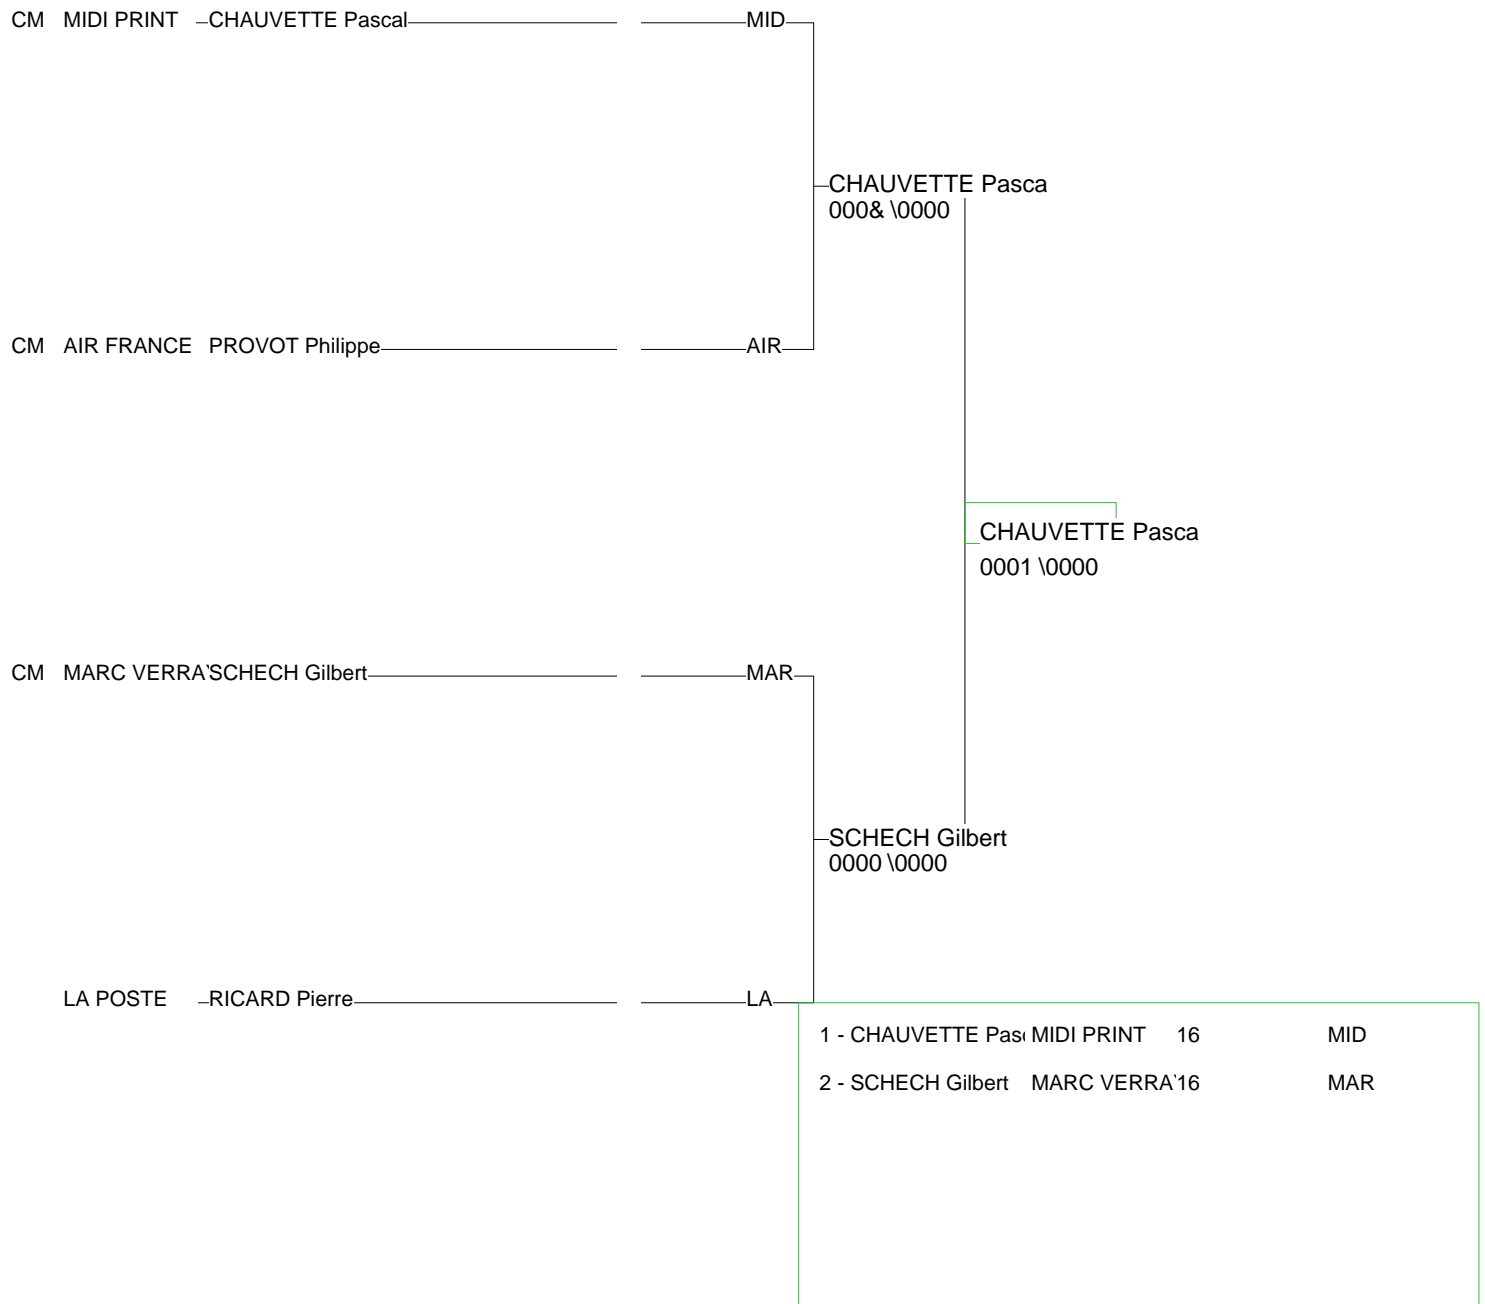 CM MIDI PRINT CHAUVETTE Pascal MID
CHAUVETTE Pasca
000& \0000
CM AIR FRANCE PROVOT Philippe AIR
CHAUVETTE Pasca
0001 \0000
CM MARC VERRA SCHECH Gilbert MAR
SCHECH Gilbert
0000 \0000
LA POSTE RICARD Pierre LA
1 - CHAUVETTE Pas MIDI PRINT 16 MID
2 - SCHECH Gilbert MARC VERRA 16 MAR